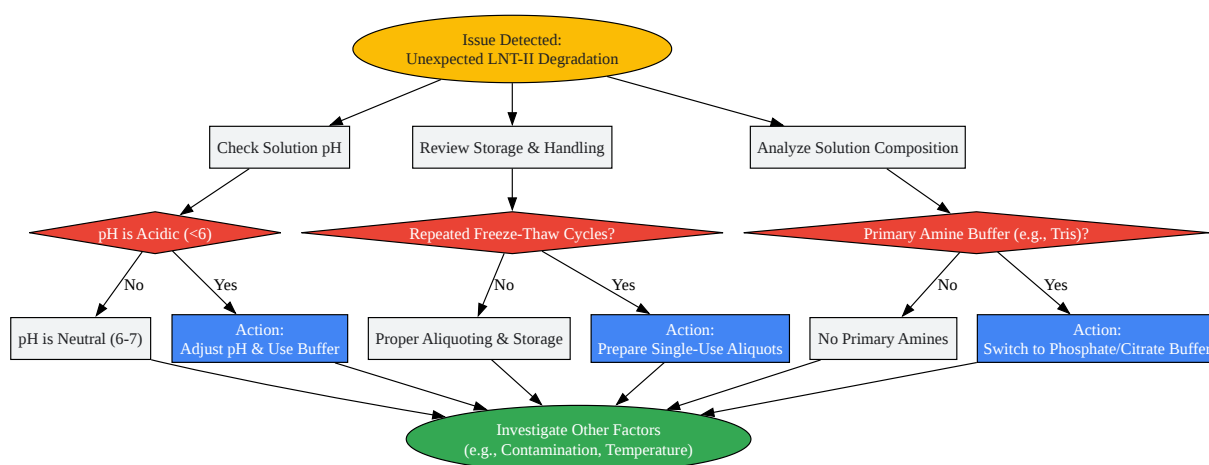 Issue Detected:
Unexpected LNT-II Degradation
Check Solution pH
Review Storage & Handling
Analyze Solution Composition
pH is Acidic (<6)
Repeated Freeze-Thaw Cycles?
Primary Amine Buffer (e.g., Tris)?
No
Yes
No
Yes
No
Yes
pH is Neutral (6-7)
Action:
Adjust pH & Use Buffer
Proper Aliquoting & Storage
Action:
Prepare Single-Use Aliquots
No Primary Amines
Action:
Switch to Phosphate/Citrate Buffer
Investigate Other Factors
(e.g., Contamination, Temperature)